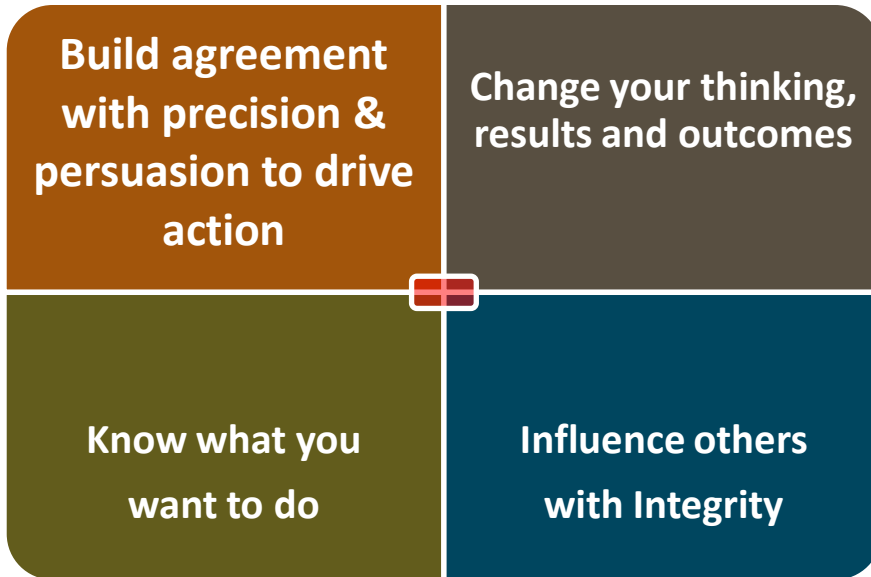 Build agreement
with precision &
persuasion to drive
action
Change your thinking,
results and outcomes
Know what you
want to do
Influence others
with Integrity